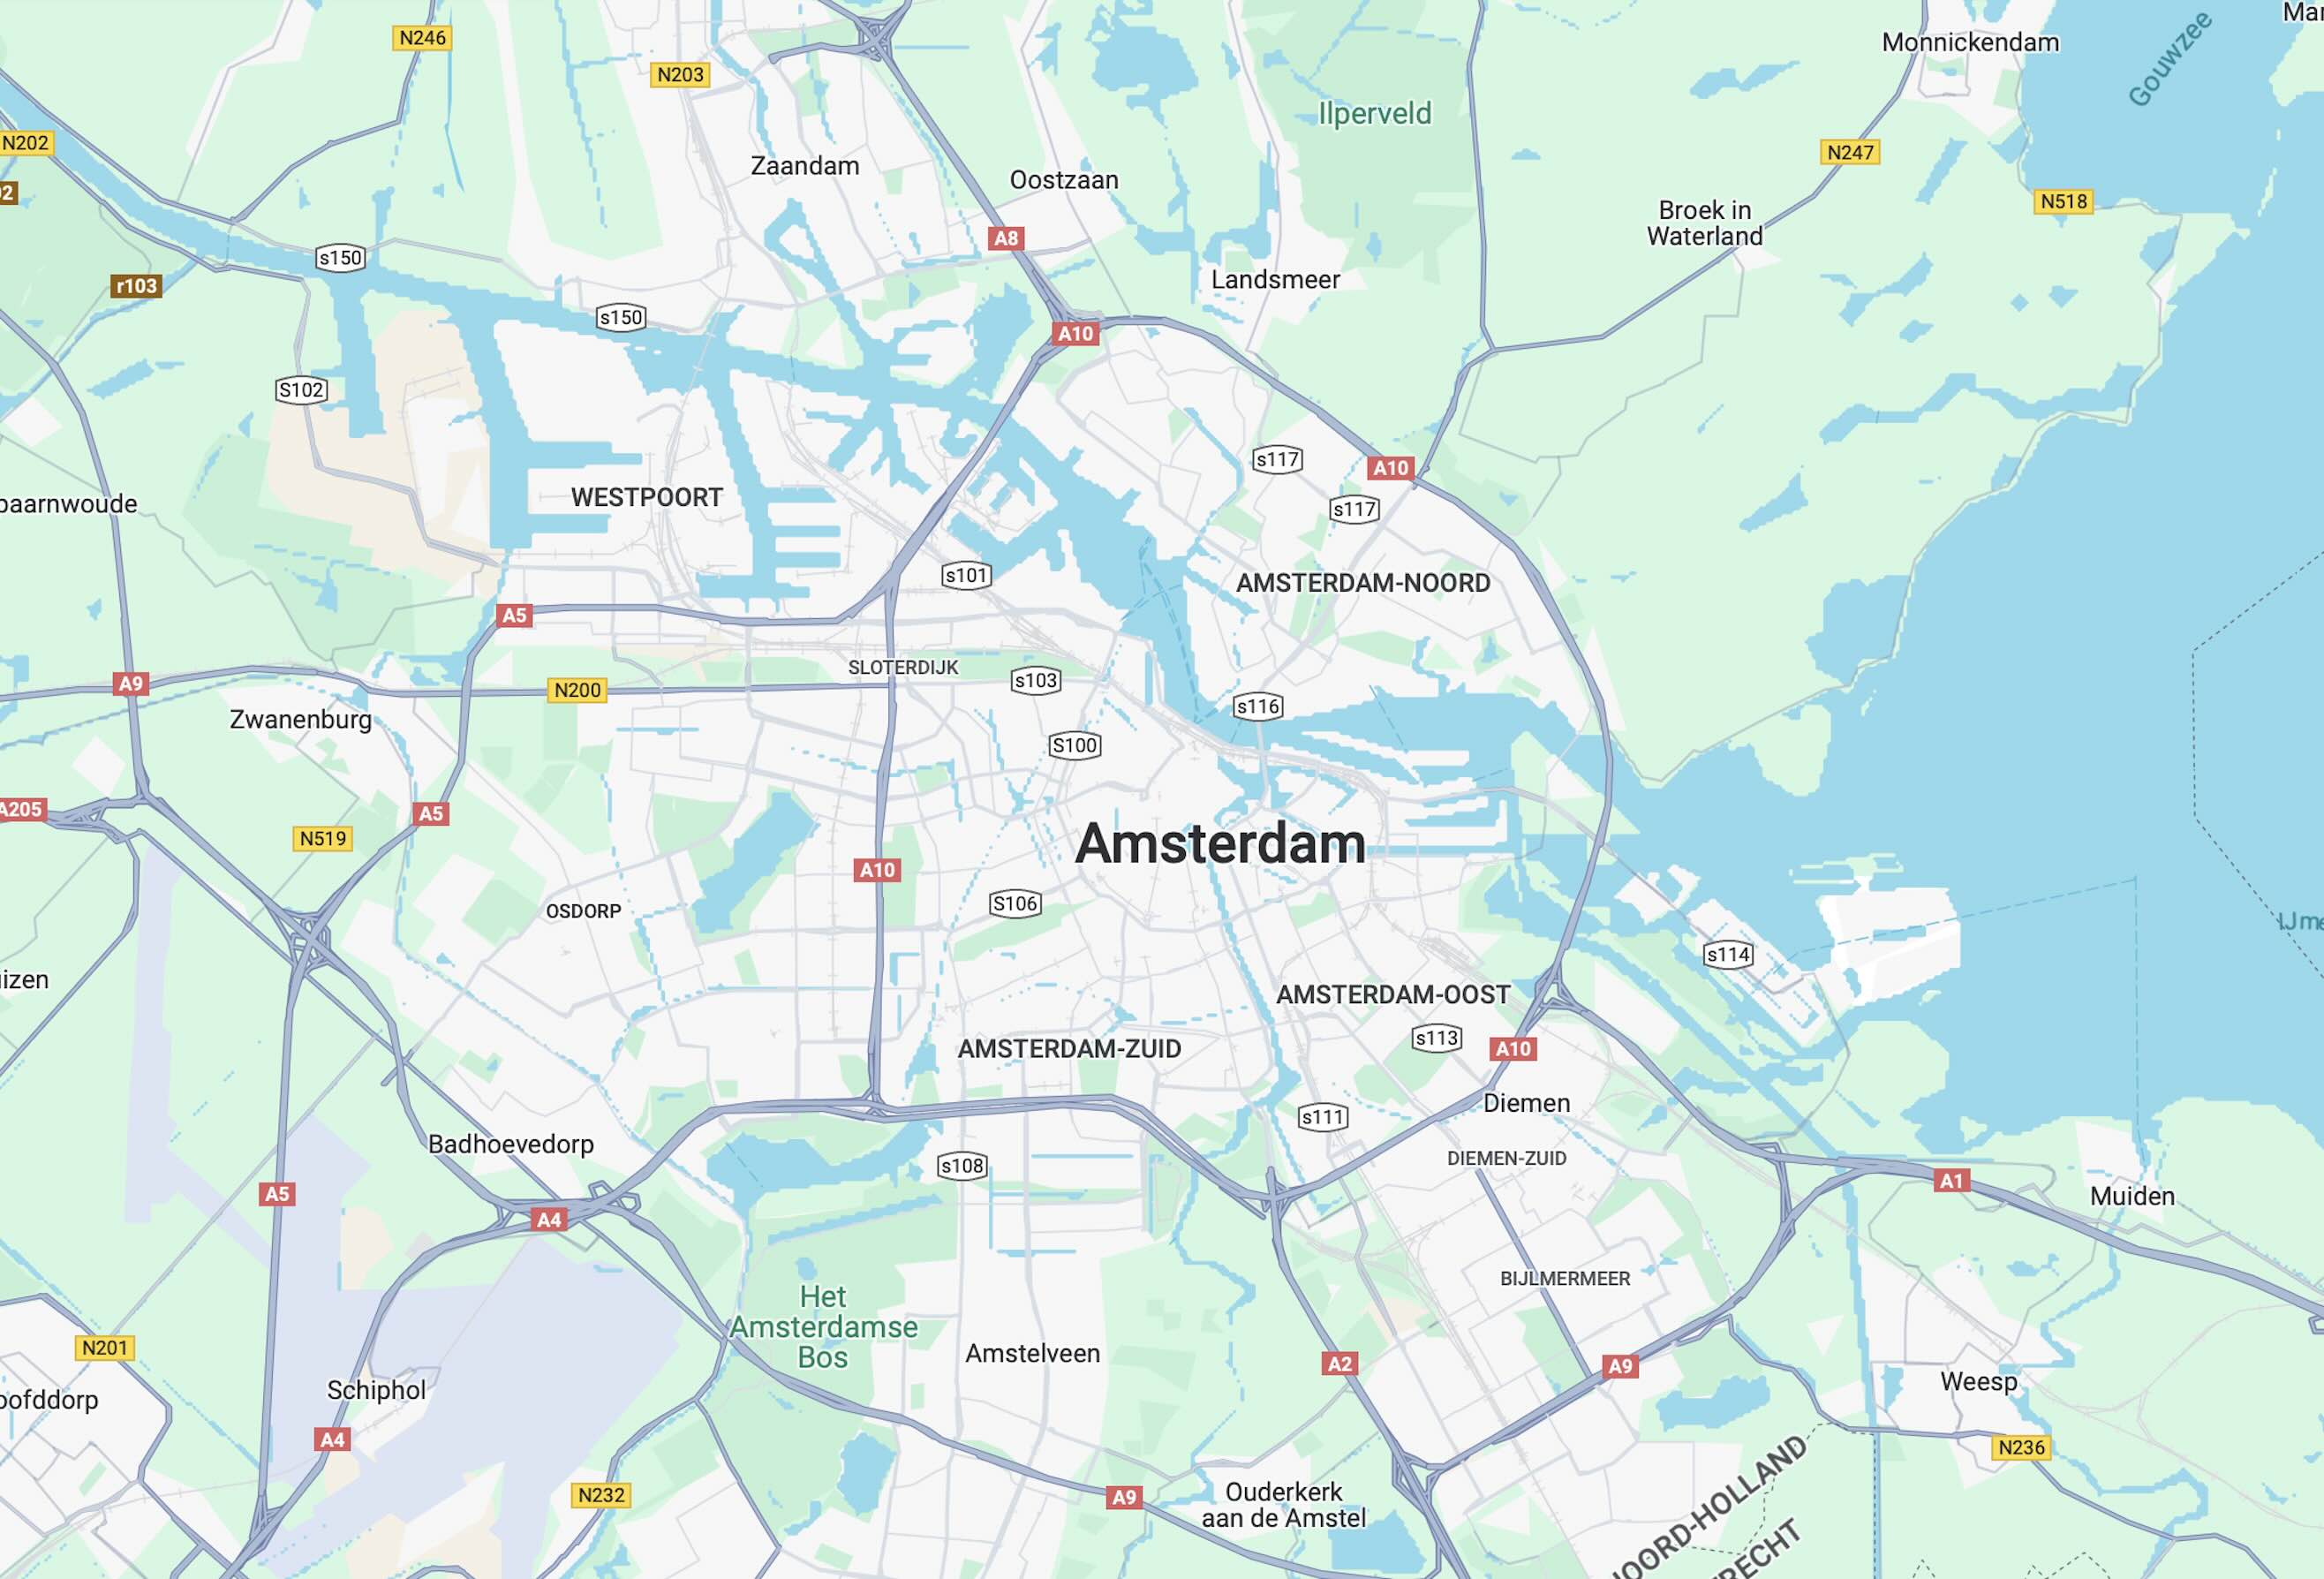 Mar
N246
Monnickendam
Gouwzee
N203
Ilperveld
N202
N247
Zaandam
Oostzaan
N518
Broek in
Waterland
A8
s150
Landsmeer
r103
s150
A10
S102
s117
A10
WESTPOORT
paarnwoude
s117
s101
AMSTERDAM-NOORD
A5
SLOTERDIJK
s103
A9
N200
s116
Zwanenburg
S100
A205
A5
N519
Amsterdam
A10
S106
OSDORP
IJme
s114
izen
AMSTERDAM-OOST
s113
AMSTERDAM-ZUID
A10
Diemen
s111
Badhoevedorp
DIEMEN-ZUID
s108
A1
A5
Muiden
A4
BIJLMERMEER
Het
Amsterdamse
Bos
N201
Amstelveen
A2
A9
Schiphol
Weesp
oofddorp
A4
N236
N232
A9
Ouderkerk
aan de Amstel
NOORD-HOLLAND
RECHT